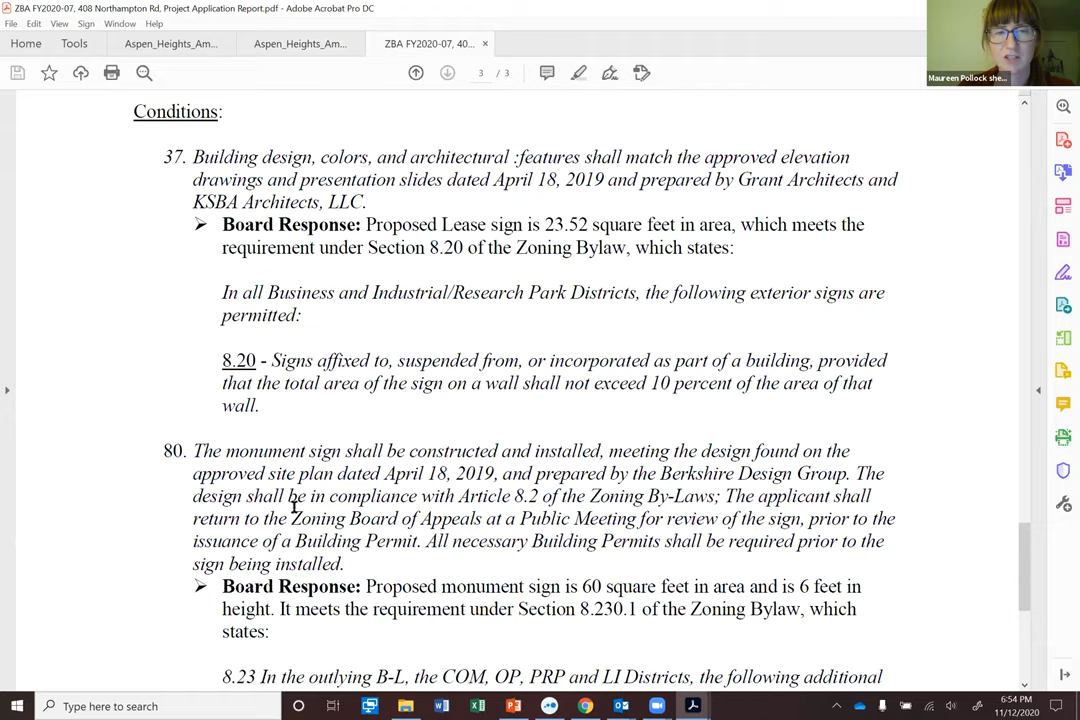 ZBA FY2020-07, 408 Northampton Rd, Project Application Report.pdf - Adobe Acrobat Pro DC
File Edit View Sign Window Help
Home Tools Aspen_Heights_Am... Aspen_Heights_Am... ZBA FY2020-07, 40... ×
3 / 3
Maureen Pollock she...
Conditions:
37. Building design, colors, and architectural :features shall match the approved elevation
drawings and presentation slides dated April 18, 2019 and prepared by Grant Architects and
KSBA Architects, LLC.
➢ Board Response: Proposed Lease sign is 23.52 square feet in area, which meets the
requirement under Section 8.20 of the Zoning Bylaw, which states:
In all Business and Industrial/Research Park Districts, the following exterior signs are
permitted:
8.20 - Signs affixed to, suspended from, or incorporated as part of a building, provided
that the total area of the sign on a wall shall not exceed 10 percent of the area of that
wall.
80. The monument sign shall be constructed and installed, meeting the design found on the
approved site plan dated April 18, 2019, and prepared by the Berkshire Design Group. The
design shall be in compliance with Article 8.2 of the Zoning By-Laws; The applicant shall
return to the Zoning Board of Appeals at a Public Meeting for review of the sign, prior to the
issuance of a Building Permit. All necessary Building Permits shall be required prior to the
sign being installed.
➢ Board Response: Proposed monument sign is 60 square feet in area and is 6 feet in
height. It meets the requirement under Section 8.230.1 of the Zoning Bylaw, which
states:
8.23 In the outlying B-L, the COM, OP, PRP and LI Districts, the following additional
Type here to search
6:54 PM
11/12/2020